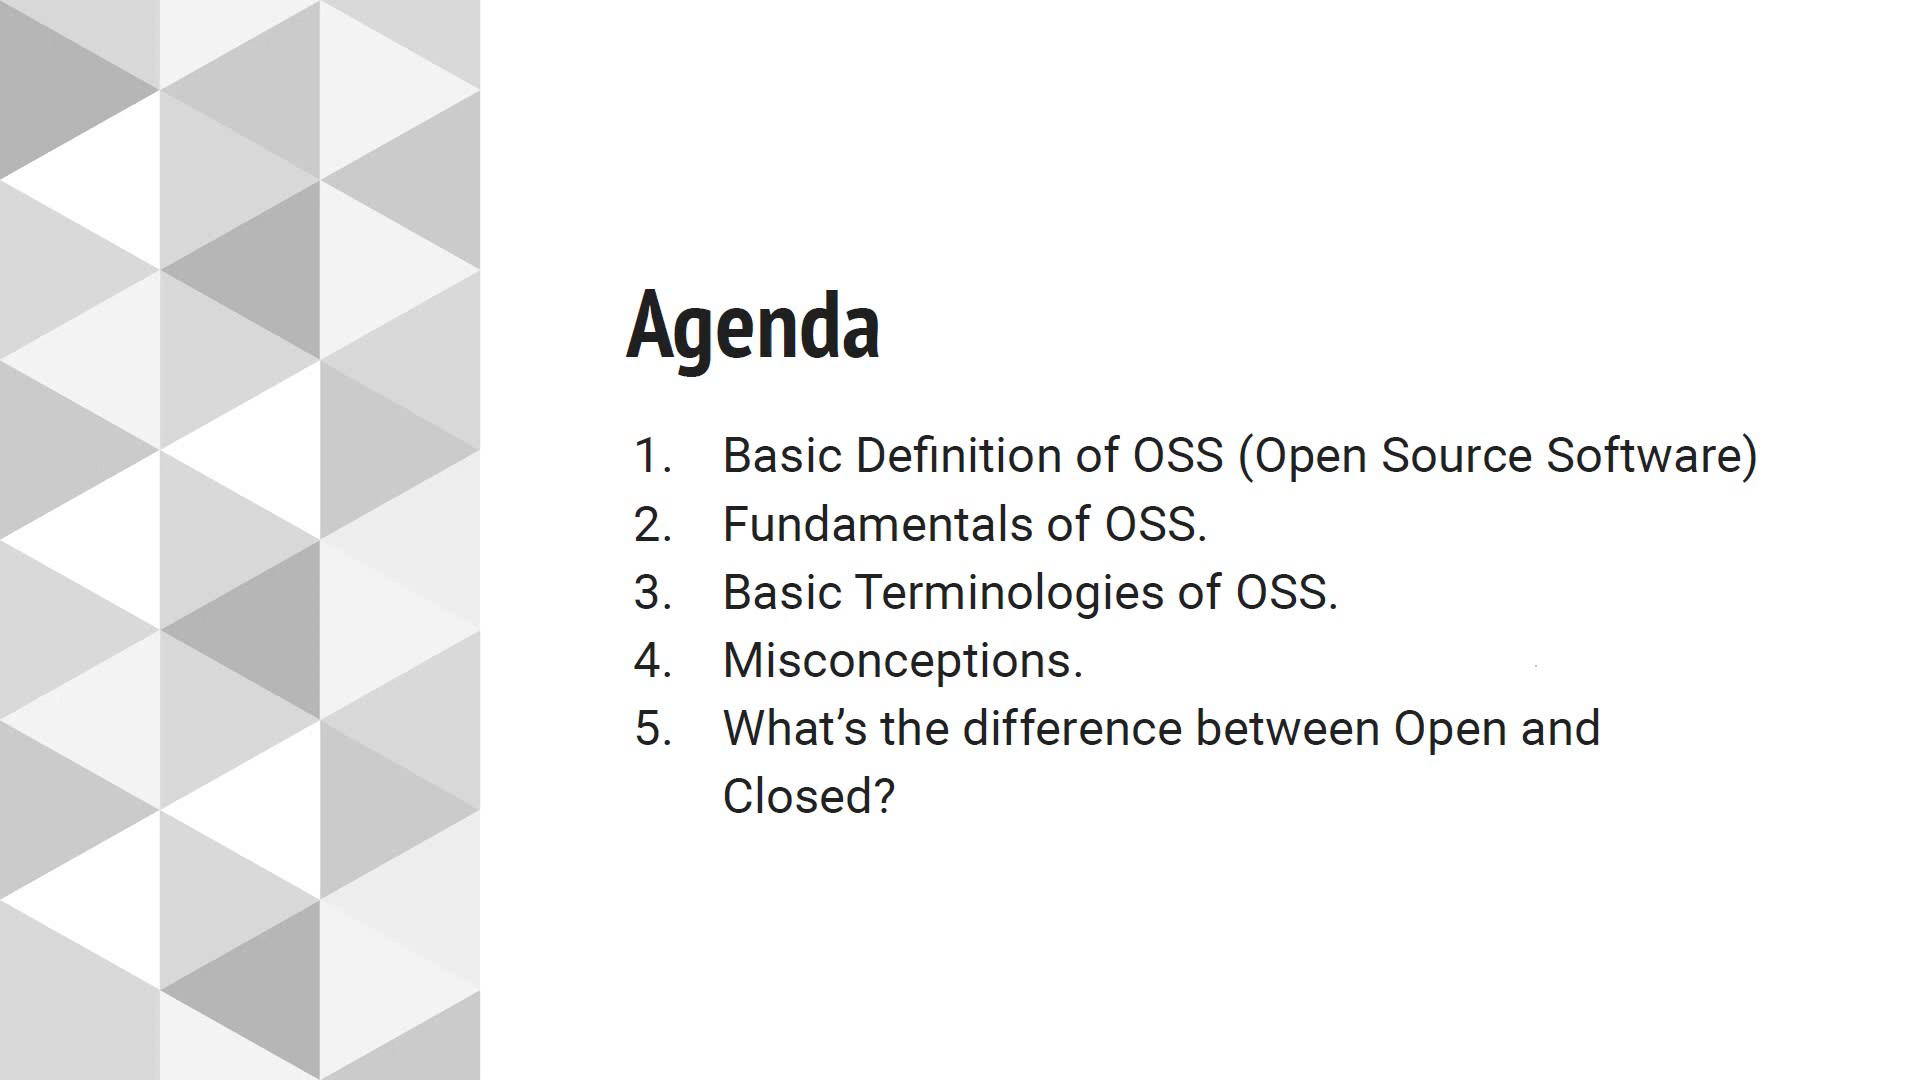 Agenda
1. Basic Definition of OSS (Open Source Software)
2. Fundamentals of OSS.
3. Basic Terminologies of OSS.
4. Misconceptions.
5. What’s the difference between Open and
Closed?